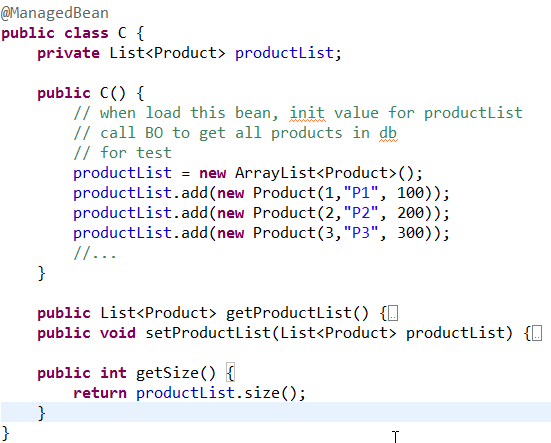 @ManagedBean
public class C {
    private List<Product> productList;

    public C() {
        // when load this bean, init value for productList
        // call BO to get all products in db
        // for test
        productList = new ArrayList<Product>();
        productList.add(new Product(1,"P1", 100));
        productList.add(new Product(2,"P2", 200));
        productList.add(new Product(3,"P3", 300));
        //...
    }

    public List<Product> getProductList() {..
    public void setProductList(List<Product> productList) {..

    public int getSize() {
        return productList.size();
    }
}